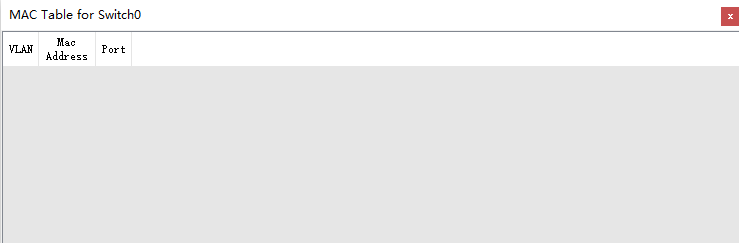 MAC Table for Switch0
x
VLAN
Mac
Address
Port